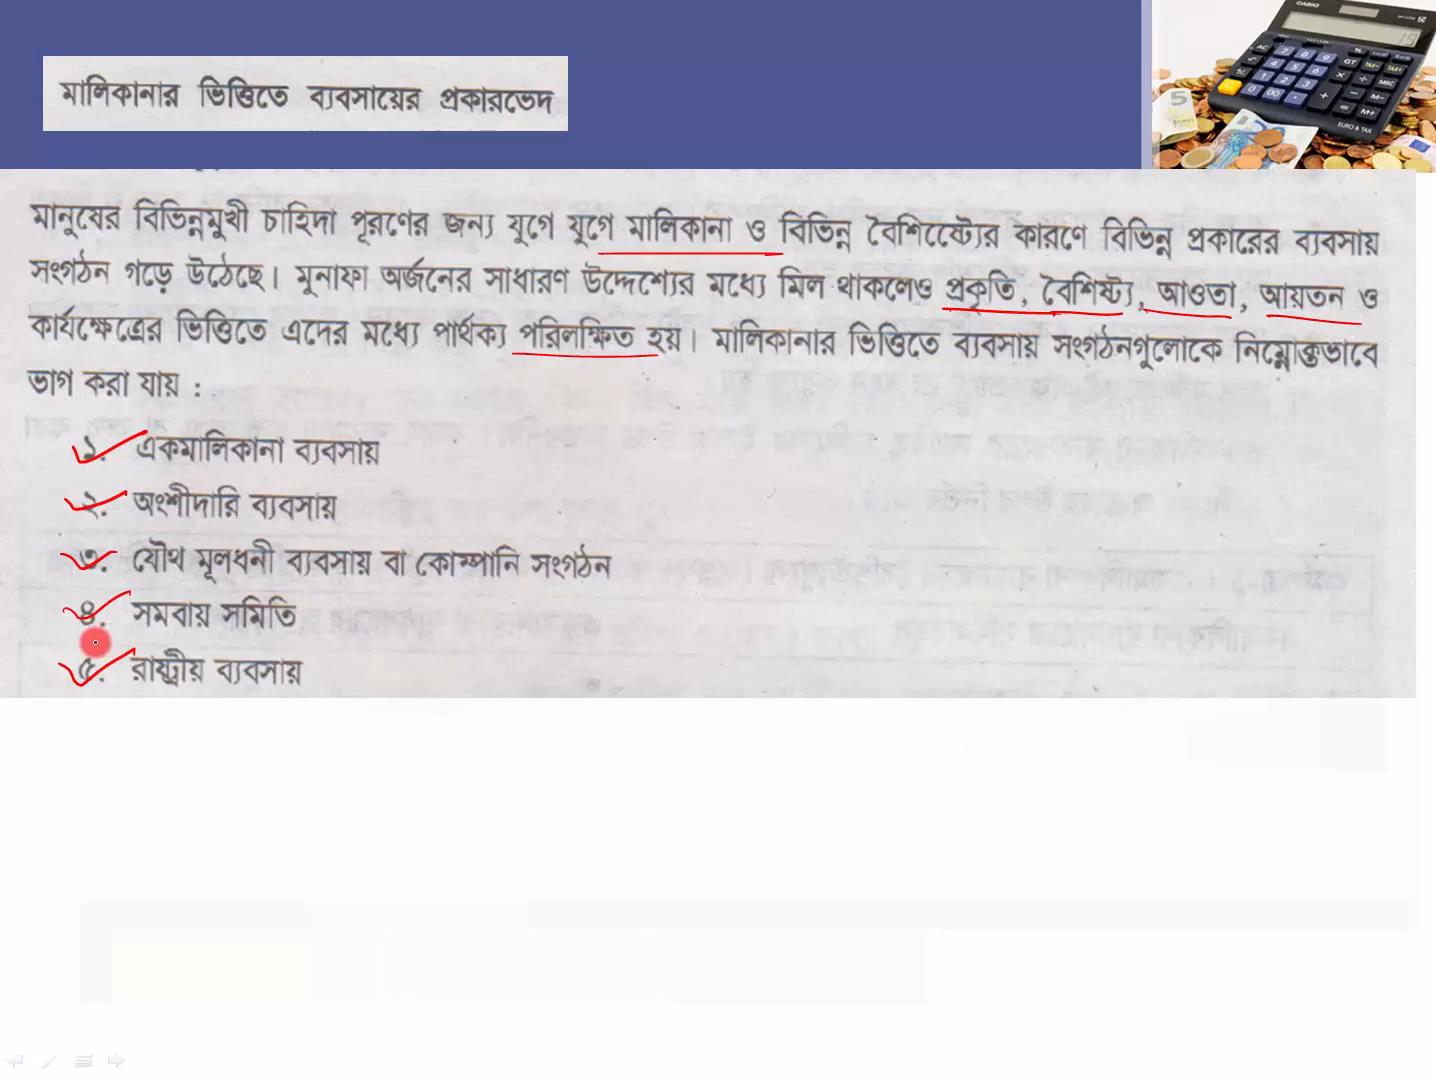 মালিকানার ভিত্তিতে ব্যবসায়ের প্রকারভেদ
মানুষের বিভিন্নমুখী চাহিদা পূরণের জন্য যুগে যুগে মালিকানা ও বিভিন্ন বৈশিষ্ট্যের কারণে বিভিন্ন প্রকারের ব্যবসায়
সংগঠন গড়ে উঠেছে। মুনাফা অর্জনের সাধারণ উদ্দেশ্যের মধ্যে মিল থাকলেও প্রকৃতি, বৈশিষ্ট্য, আওতা, আয়তন ও
কার্যক্ষেত্রের ভিত্তিতে এদের মধ্যে পার্থক্য পরিলক্ষিত হয়। মালিকানার ভিত্তিতে ব্যবসায় সংগঠনগুলোকে নিম্নোক্তভাবে
ভাগ করা যায় :
১. একমালিকানা ব্যবসায়
২. অংশীদারি ব্যবসায়
৩. যৌথ মূলধনী ব্যবসায় বা কোম্পানি সংগঠন
৪. সমবায় সমিতি
৫. রাষ্ট্রীয় ব্যবসায়